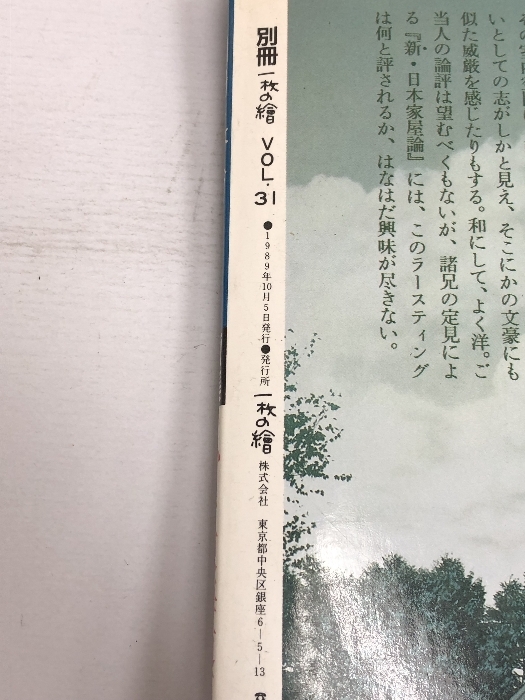 いとしての志がしかと見え、そこにかの文豪にも
似た威厳を感じたりもする。和にして、よく洋。ご
当人の論評は望むべくもないが、諸兄の定見によ
る『新・日本家屋論』には、このラースティング
は何と評されるか、はなはだ興味が尽きない。
別冊一枚の繪 VOL.31 ●1989年10月5日発行●発行所 一枚の繪 株式会社 東京都中央区銀座6－5－13